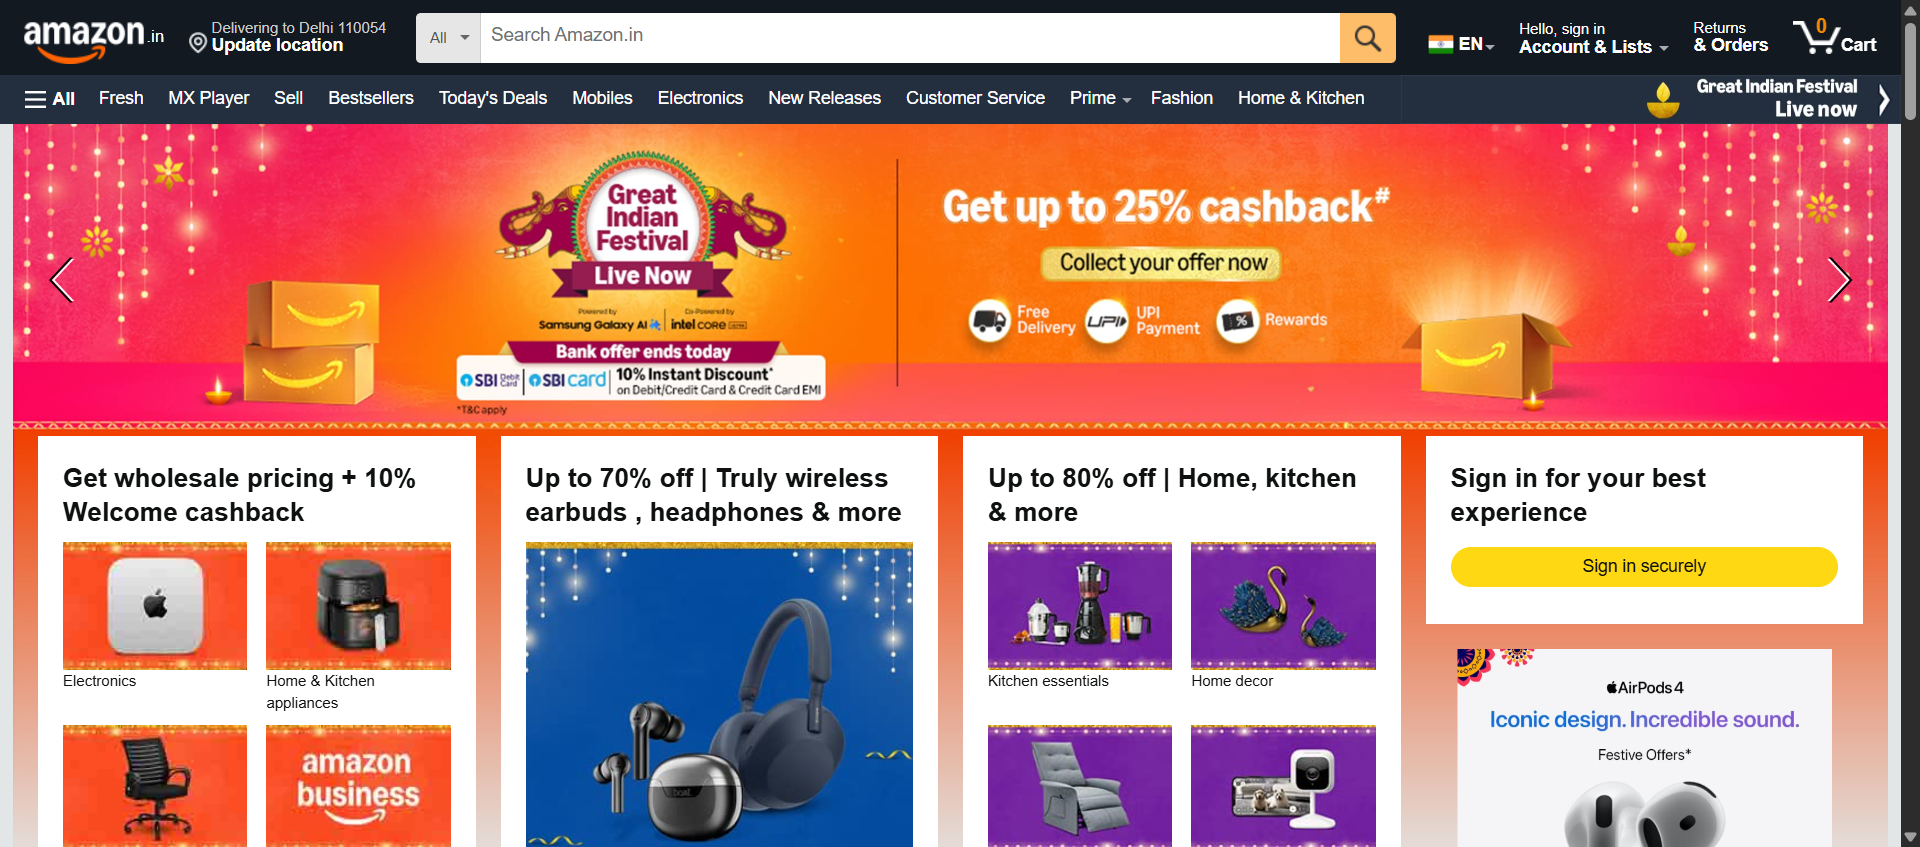 amazon.in
Delivering to Delhi 110054
Update location
All
Search Amazon.in
EN
Hello, sign in
Account & Lists
Returns
& Orders
0
Cart
All
Fresh
MX Player
Sell
Bestsellers
Today's Deals
Mobiles
Electronics
New Releases
Customer Service
Prime
Fashion
Home & Kitchen
Great Indian Festival
Live now
Great
Indian
Festival
Live Now
Powered by
Samsung Galaxy AI
Co-Powered by
intel core ULTRA
Bank offer ends today
SBI Debit Card
SBI card
10% Instant Discount*
on Debit/Credit Card & Credit Card EMI
*T&C apply
Get up to 25% cashback#
Collect your offer now
Free
Delivery
UPI
UPI
Payment
%
Rewards
Get wholesale pricing + 10%
Welcome cashback
Electronics
Home & Kitchen
appliances
amazon
business
Up to 70% off | Truly wireless
earbuds , headphones & more
boat
Up to 80% off | Home, kitchen
& more
Kitchen essentials
Home decor
Sign in for your best
experience
Sign in securely
AirPods 4
Iconic design. Incredible sound.
Festive Offers*